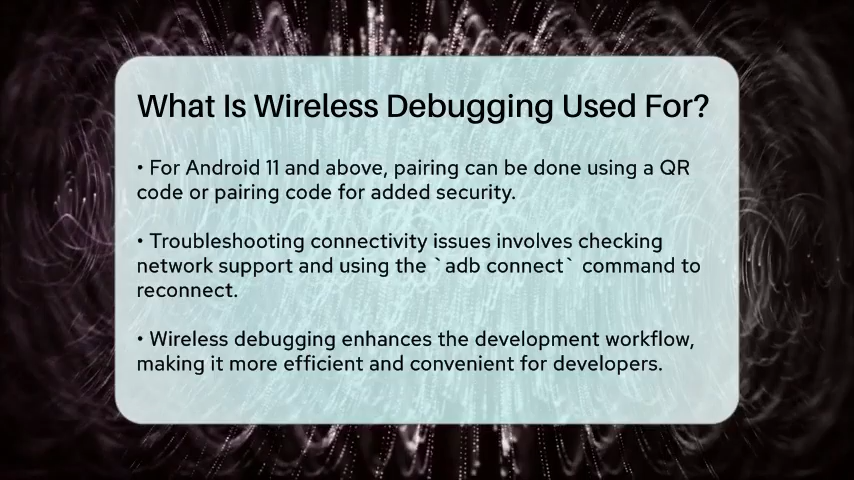 What Is Wireless Debugging Used For?
• For Android 11 and above, pairing can be done using a QR
code or pairing code for added security.
• Troubleshooting connectivity issues involves checking
network support and using the `adb connect` command to
reconnect.
• Wireless debugging enhances the development workflow,
making it more efficient and convenient for developers.